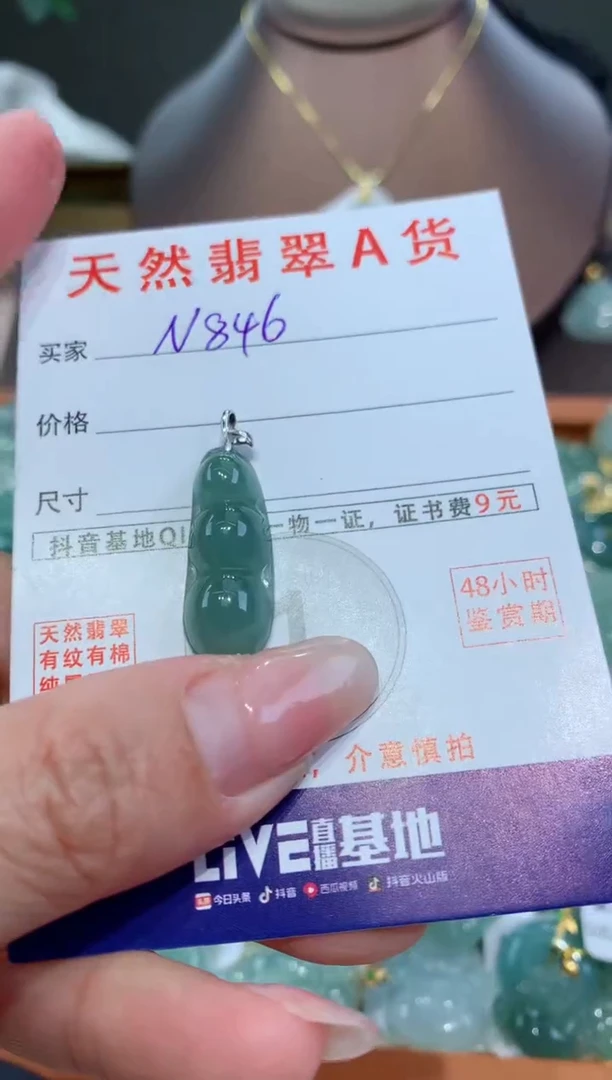 天然翡翠A货
买家 N846
价格
尺寸
抖音基地QI 一物一证，证书费9元
48小时
鉴赏期
天然翡翠
有纹有棉
，介意慎拍
LIVE直播基地
今日头条 抖音 西瓜视频 抖音火山版